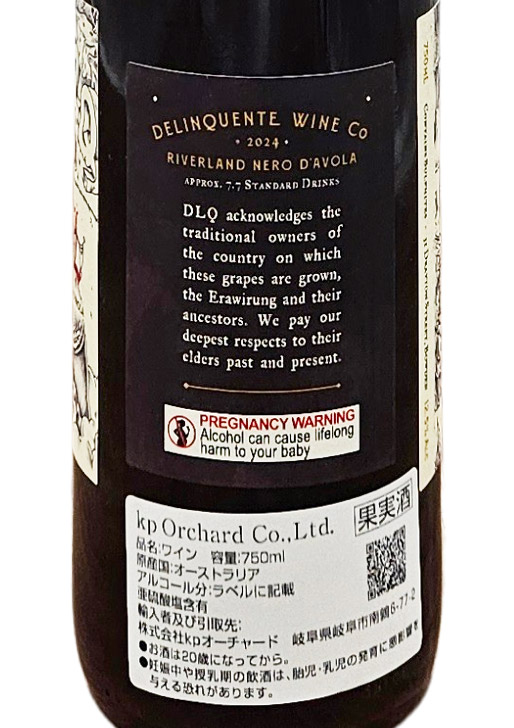 DELINQUENTE WINE Co
• 2024 •
RIVERLAND NERO D'AVOLA
APPROX. 7.7 STANDARD DRINKS
DLQ acknowledges the
traditional owners of
the country on which
these grapes are grown,
the Erawirung and their
ancestors. We pay our
deepest respects to their
elders past and present.
PREGNANCY WARNING
Alcohol can cause lifelong
harm to your baby
kp Orchard Co.,Ltd.
果実酒
品名:ワイン 容量:750ml
原産国:オーストラリア
アルコール分:ラベルに記載
亜硫酸塩含有
輸入者及び引取先:
株式会社kpオーチャード 岐阜県岐阜市南鶉6-77-2
●お酒は20歳になってから。
●妊娠中や授乳期の飲酒は、胎児・乳児の発育に悪影響を
与える恐れがあります。
750ML